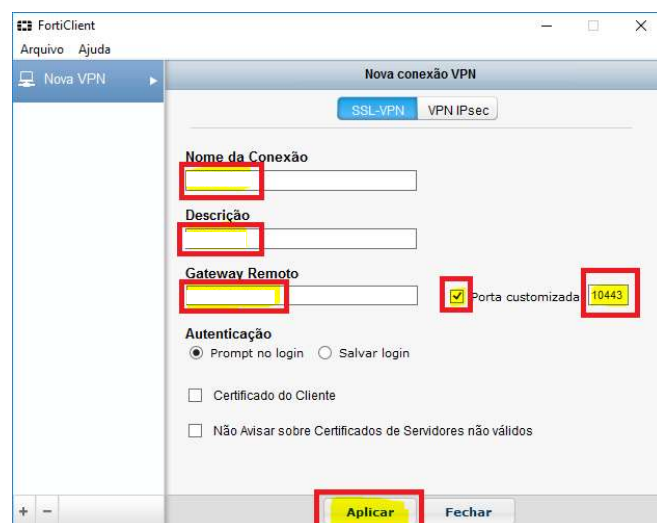 FortiClient
Arquivo Ajuda
Nova VPN
Nova conexão VPN
SSL-VPN VPN IPsec
Nome da Conexão
Descrição
Gateway Remoto
Porta customizada 10443
Autenticação
Prompt no login Salvar login
Certificado do Cliente
Não Avisar sobre Certificados de Servidores não válidos
+ −
Aplicar Fechar